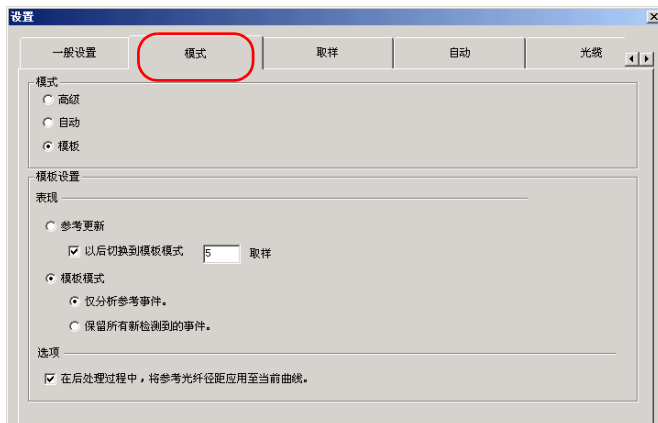 设置
一般设置 模式 取样 自动 光缆
模式
高级
自动
模板
模板设置
表现
参考更新
以后切换到模板模式 5 取样
模板模式
仅分析参考事件。
保留所有新检测到的事件。
选项
在后处理过程中，将参考光纤径距应用至当前曲线。